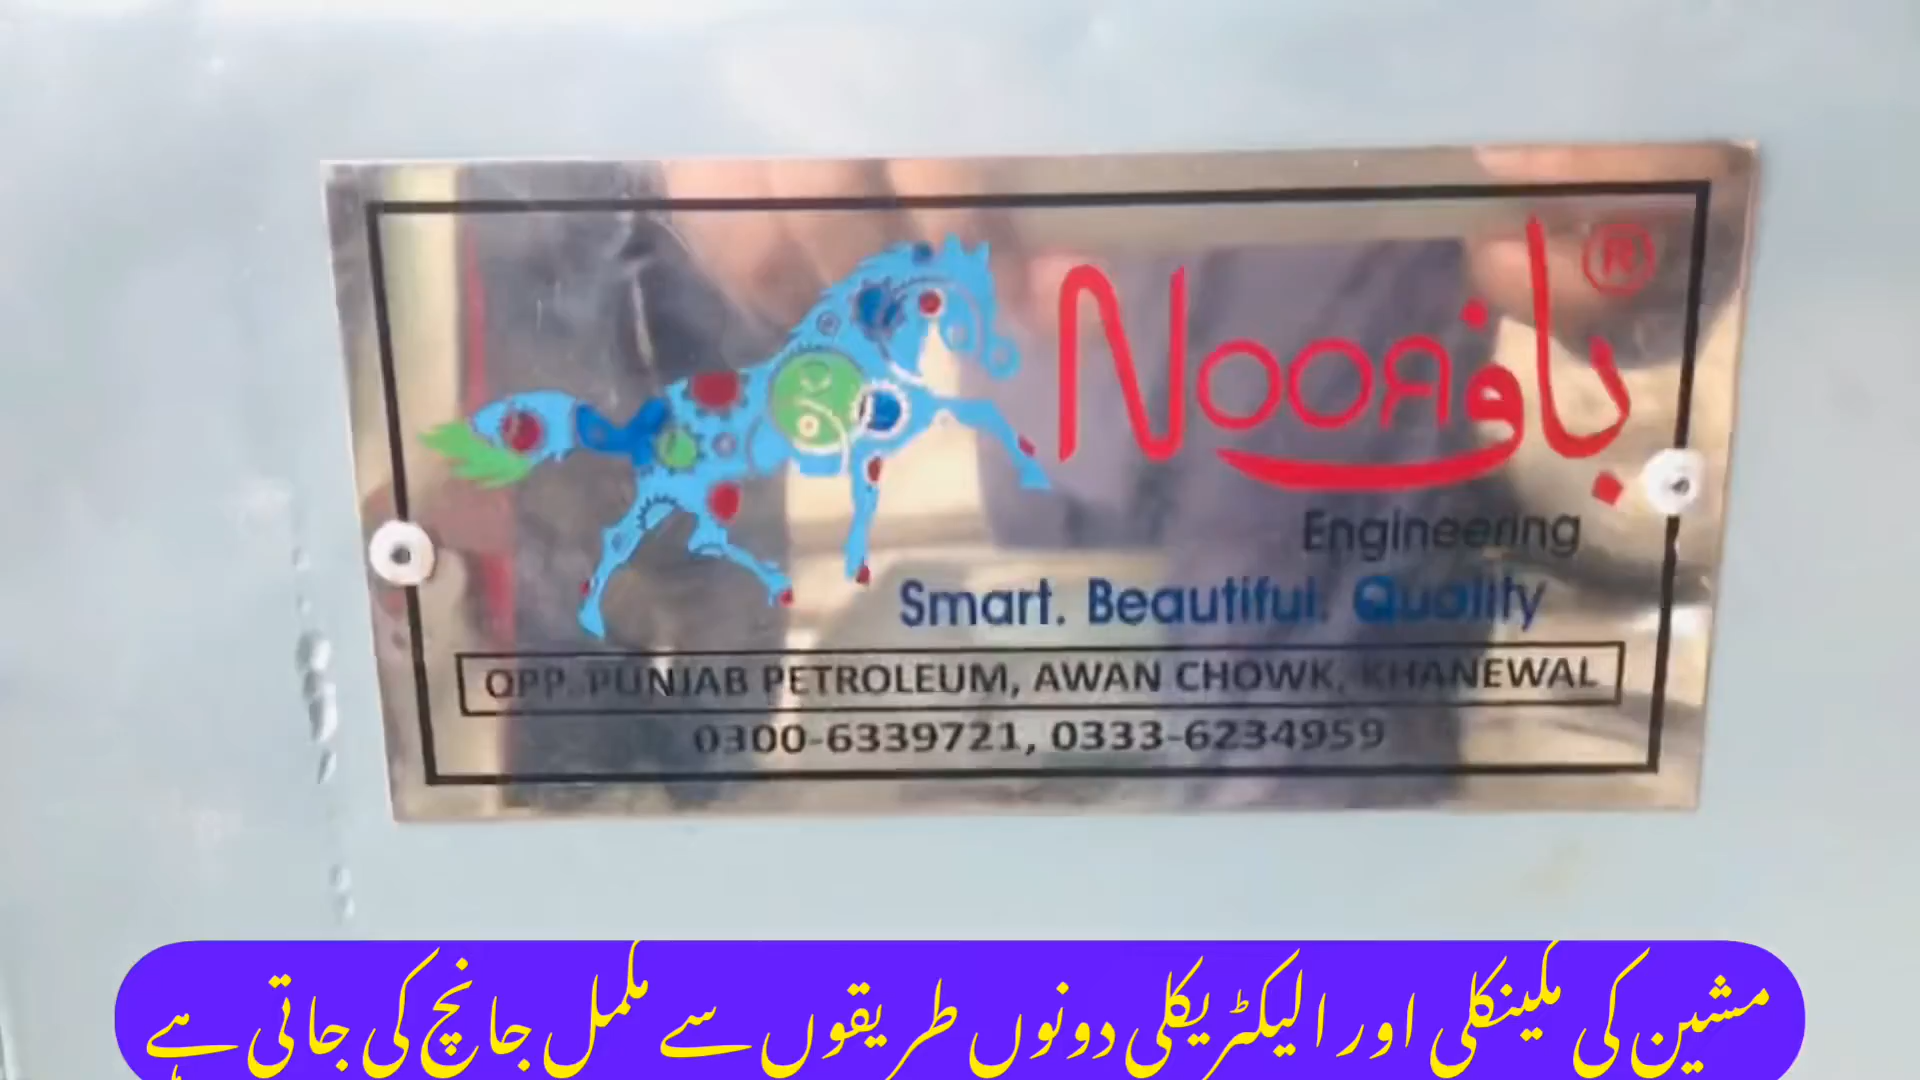 Noor باف ®
Engineering
Smart. Beautiful. Quality
OPP. PUNJAB PETROLEUM, AWAN CHOWK, KHANEWAL
0300-6339721, 0333-6234959
مشین کی مکینکلی اور الیکٹریکلی دونوں طریقوں سے مکمل جانچ کی جاتی ہے